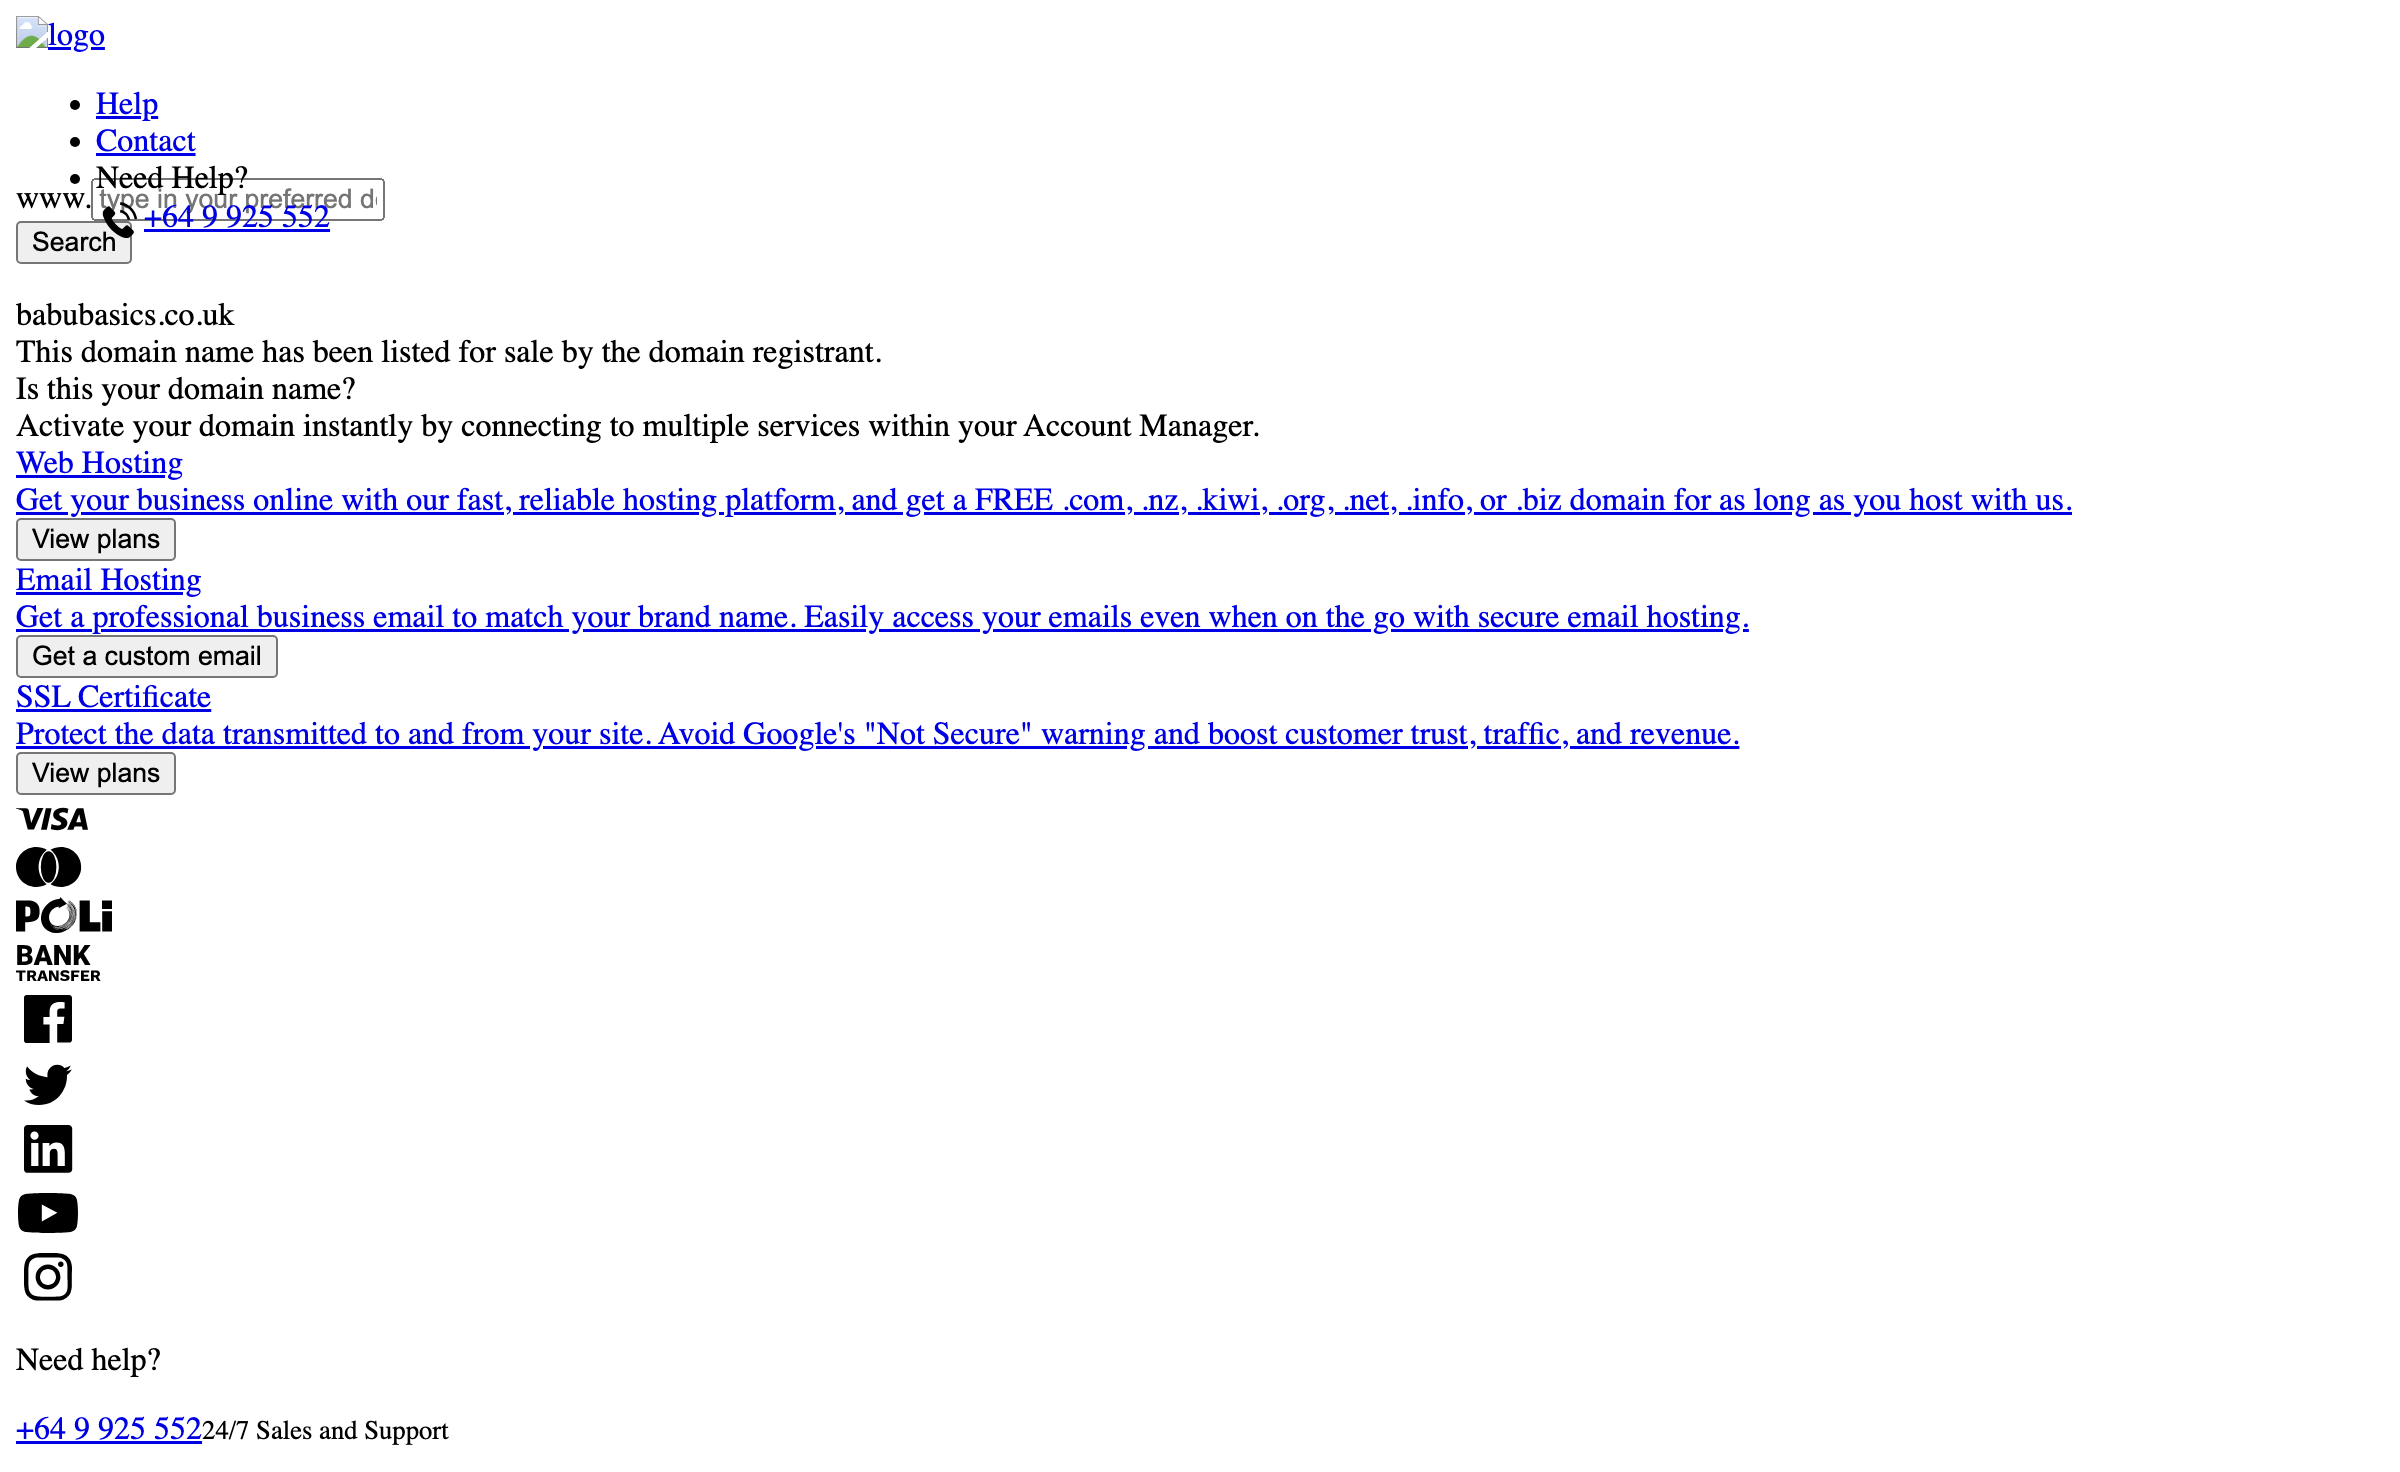 logo
Help
Contact
Need Help?
www. type in your preferred d
+64 9 925 552
Search
babubasics.co.uk
This domain name has been listed for sale by the domain registrant.
Is this your domain name?
Activate your domain instantly by connecting to multiple services within your Account Manager.
Web Hosting
Get your business online with our fast, reliable hosting platform, and get a FREE .com, .nz, .kiwi, .org, .net, .info, or .biz domain for as long as you host with us.
View plans
Email Hosting
Get a professional business email to match your brand name. Easily access your emails even when on the go with secure email hosting.
Get a custom email
SSL Certificate
Protect the data transmitted to and from your site. Avoid Google's "Not Secure" warning and boost customer trust, traffic, and revenue.
View plans
VISA
POLi
BANK
TRANSFER
Need help?
+64 9 925 55224/7 Sales and Support